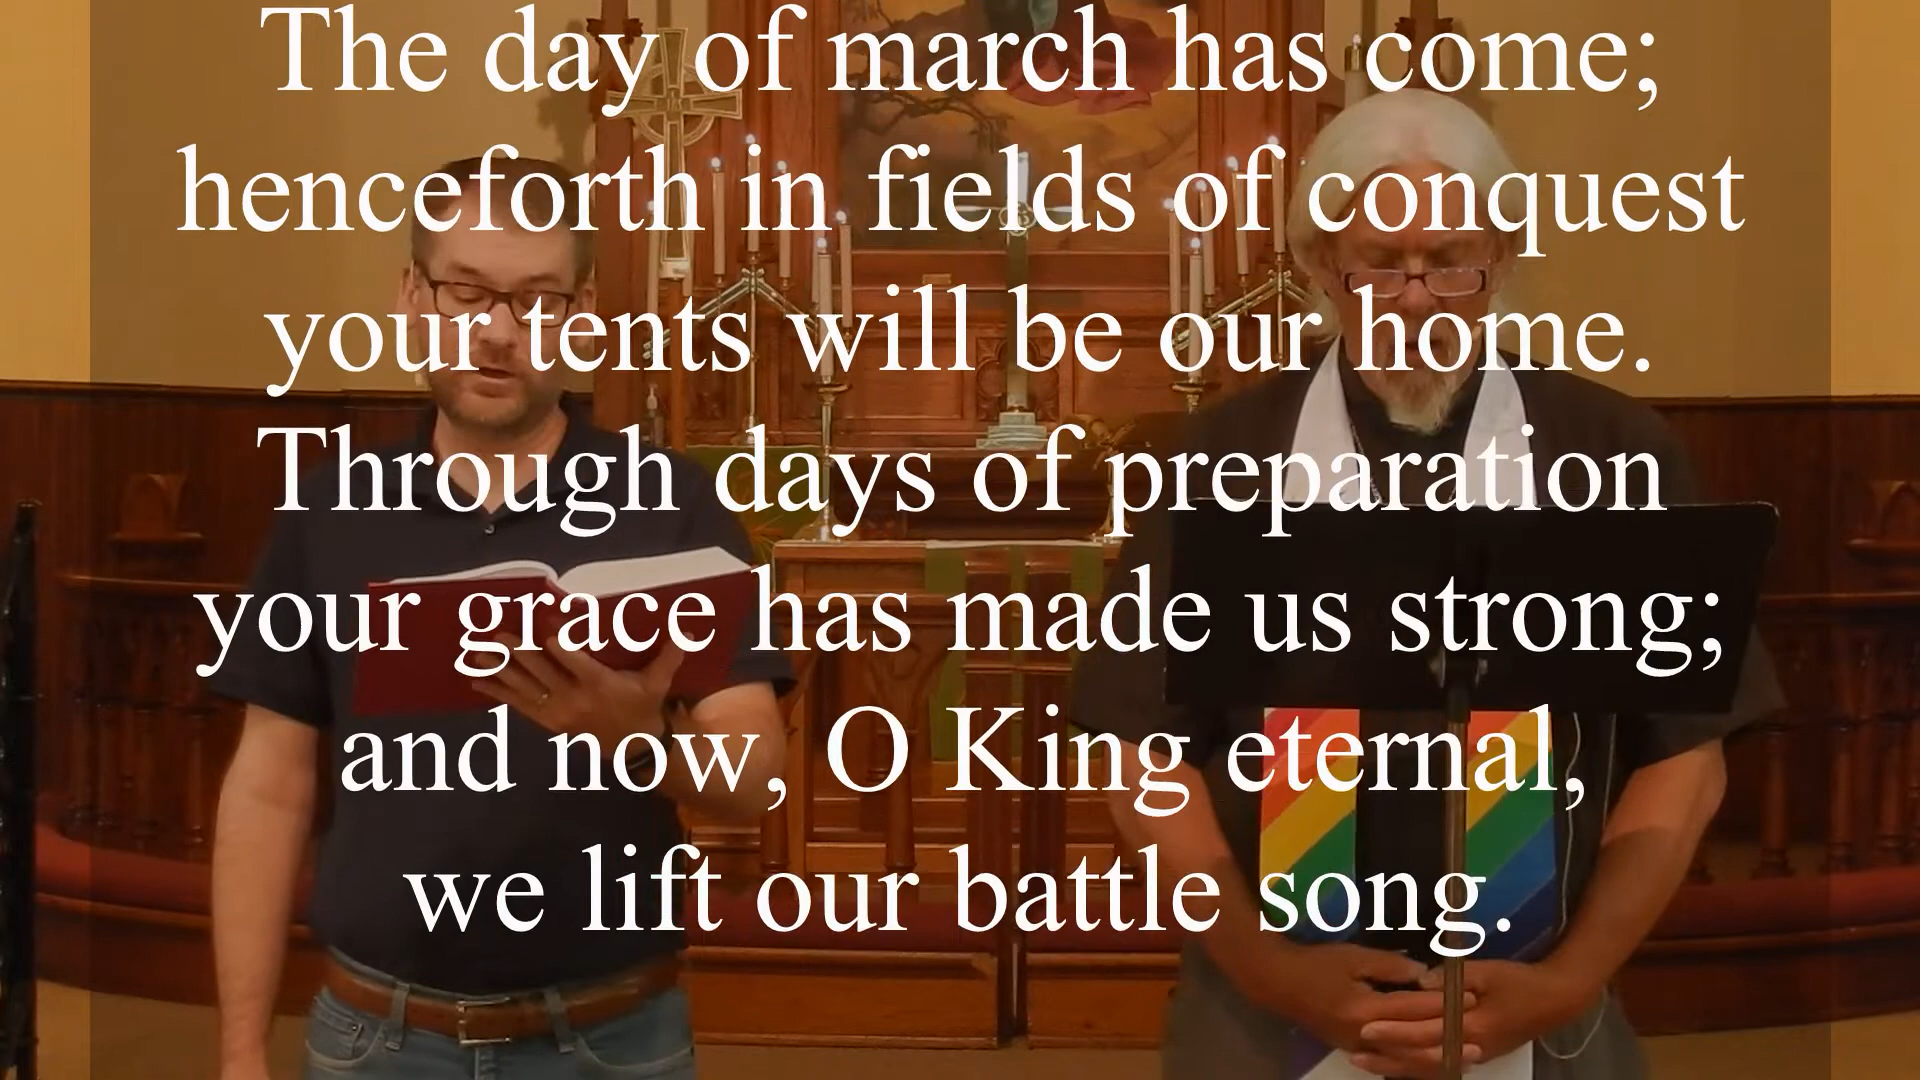 The day of march has come;
henceforth in fields of conquest
your tents will be our home.
Through days of preparation
your grace has made us strong;
and now, O King eternal,
we lift our battle song.